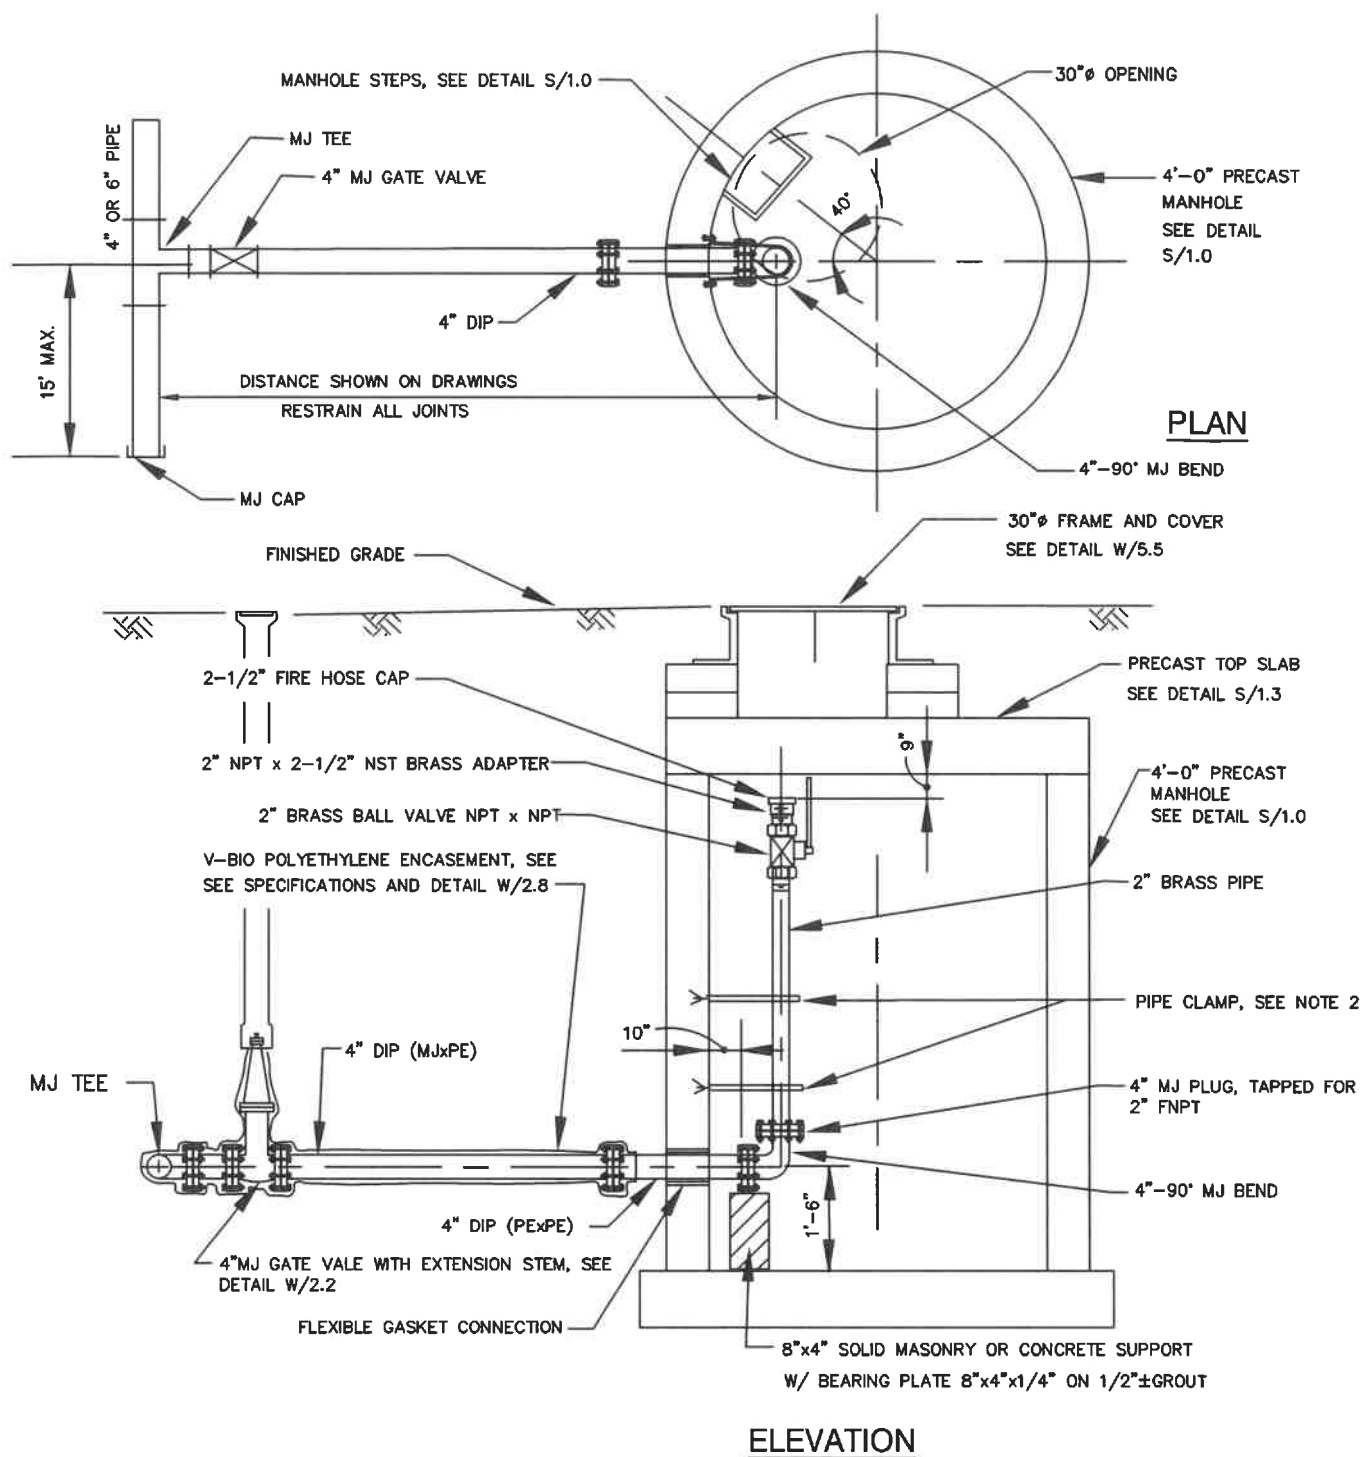 MANHOLE STEPS, SEE DETAIL S/1.0
30"ø OPENING
MJ TEE
4" MJ GATE VALVE
4" OR 6" PIPE
4'-0" PRECAST
MANHOLE
SEE DETAIL
S/1.0
40°
4" DIP
15' MAX.
DISTANCE SHOWN ON DRAWINGS
RESTRAIN ALL JOINTS
PLAN
4"-90° MJ BEND
MJ CAP
30"ø FRAME AND COVER
SEE DETAIL W/5.5
FINISHED GRADE
2-1/2" FIRE HOSE CAP
PRECAST TOP SLAB
SEE DETAIL S/1.3
9"
2" NPT x 2-1/2" NST BRASS ADAPTER
4'-0" PRECAST
MANHOLE
SEE DETAIL S/1.0
2" BRASS BALL VALVE NPT x NPT
V-BIO POLYETHYLENE ENCASEMENT, SEE
SEE SPECIFICATIONS AND DETAIL W/2.8
2" BRASS PIPE
PIPE CLAMP, SEE NOTE 2
10"
4" DIP (MJxPE)
MJ TEE
4" MJ PLUG, TAPPED FOR
2" FNPT
4"-90° MJ BEND
1'-6"
4" DIP (PExPE)
4"MJ GATE VALE WITH EXTENSION STEM, SEE
DETAIL W/2.2
FLEXIBLE GASKET CONNECTION
8"x4" SOLID MASONRY OR CONCRETE SUPPORT
W/ BEARING PLATE 8"x4"x1/4" ON 1/2"±GROUT
ELEVATION